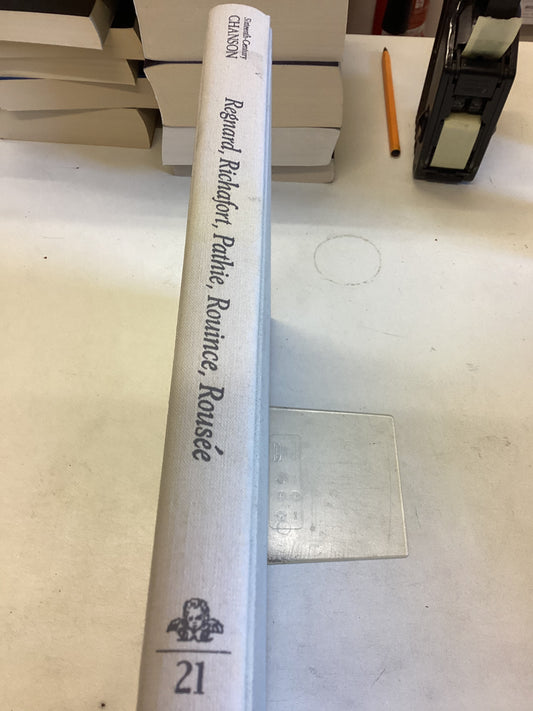 Sixteenth-Century
CHANSON
Regnard, Richafort, Pathie, Rouince, Rousée
21